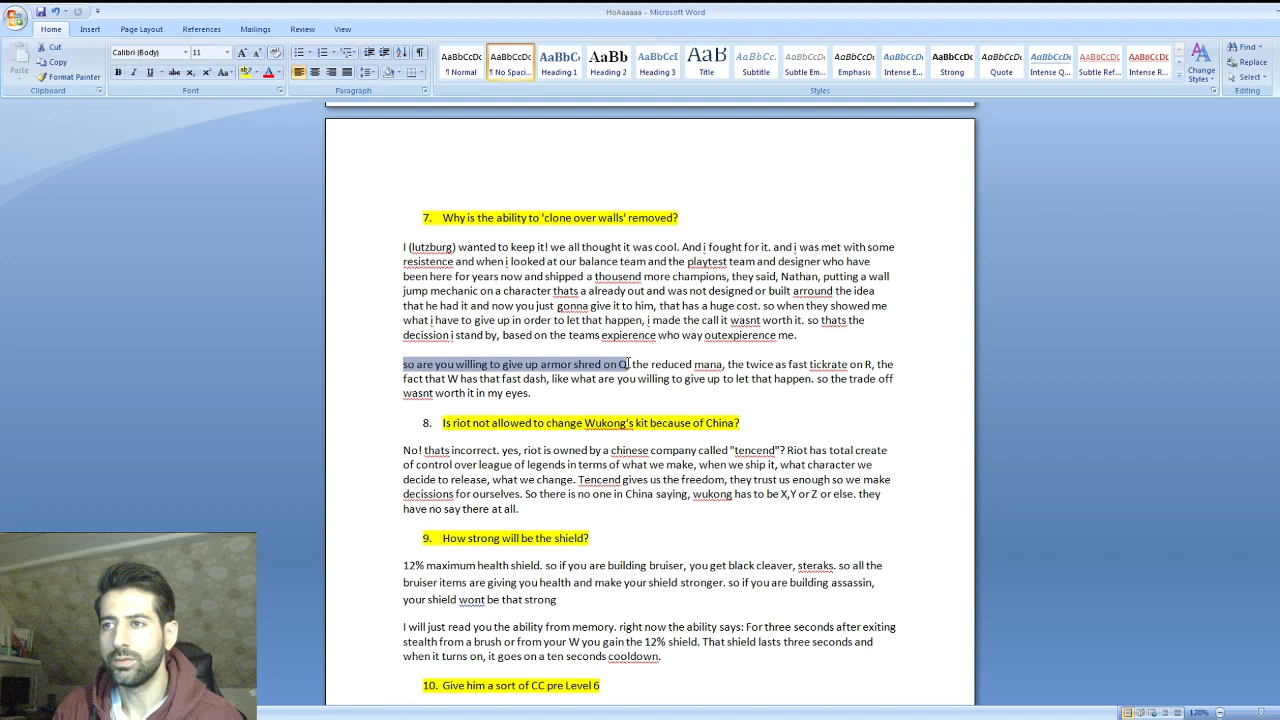 HoAaaaaa - Microsoft Word
Home Insert Page Layout References Mailings Review View
Paste
Cut
Copy
Format Painter
Clipboard
Calibri (Body) 11
Font
Paragraph
AaBbCcDc AaBbCcDc AaBbC AaBbC AaBbCcI AaB AaBbC AaBbCcDc AaBbCcDc AaBbCcDc AaBbCcDc AaBbCcDc AaBbCcDc AaBbCcDc AaBbCcDc
¶ Normal ¶ No Spaci... Heading 1 Heading 2 Heading 3 Title Subtitle Subtle Em... Emphasis Intense E... Strong Quote Intense Q... Subtle Ref... Intense R...
Change Styles
Styles
Find
Replace
Select
Editing
7. Why is the ability to 'clone over walls' removed?
I (lutzburg) wanted to keep it! we all thought it was cool. And i fought for it. and i was met with some
resistence and when i looked at our balance team and the playtest team and designer who have
been here for years now and shipped a thousend more champions, they said, Nathan, putting a wall
jump mechanic on a character thats a already out and was not designed or built arround the idea
that he had it and now you just gonna give it to him, that has a huge cost. so when they showed me
what i have to give up in order to let that happen, i made the call it wasnt worth it. so thats the
decission i stand by, based on the teams expierence who way outexpierence me.
so are you willing to give up armor shred on Q, the reduced mana, the twice as fast tickrate on R, the
fact that W has that fast dash, like what are you willing to give up to let that happen. so the trade off
wasnt worth it in my eyes.
8. Is riot not allowed to change Wukong's kit because of China?
No! thats incorrect. yes, riot is owned by a chinese company called "tencend"? Riot has total create
of control over league of legends in terms of what we make, when we ship it, what character we
decide to release, what we change. Tencend gives us the freedom, they trust us enough so we make
decissions for ourselves. So there is no one in China saying, wukong has to be X,Y or Z or else. they
have no say there at all.
9. How strong will be the shield?
12% maximum health shield. so if you are building bruiser, you get black cleaver, steraks. so all the
bruiser items are giving you health and make your shield stronger. so if you are building assassin,
your shield wont be that strong
I will just read you the ability from memory. right now the ability says: For three seconds after exiting
stealth from a brush or from your W you gain the 12% shield. That shield lasts three seconds and
when it turns on, it goes on a ten seconds cooldown.
10. Give him a sort of CC pre Level 6
120%